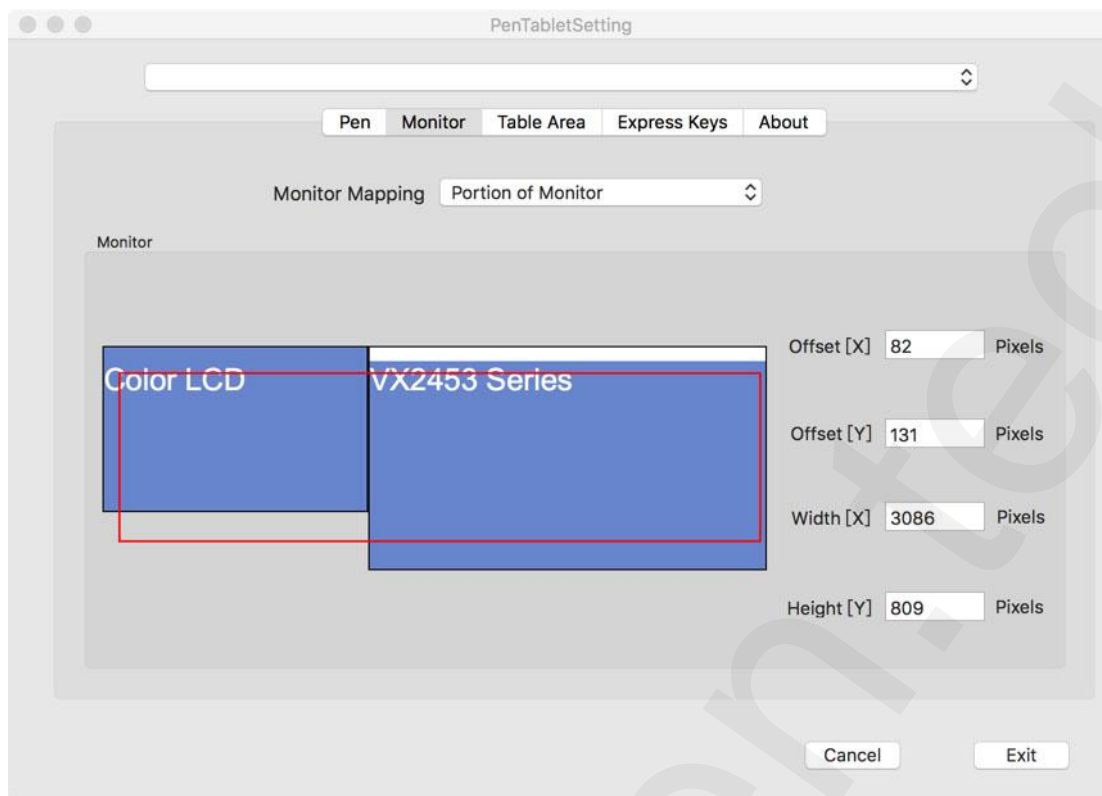 PenTabletSetting
Pen Monitor Table Area Express Keys About
Monitor Mapping Portion of Monitor
Monitor
Color LCD VX2453 Series
Offset [X] 82 Pixels
Offset [Y] 131 Pixels
Width [X] 3086 Pixels
Height [Y] 809 Pixels
Cancel Exit